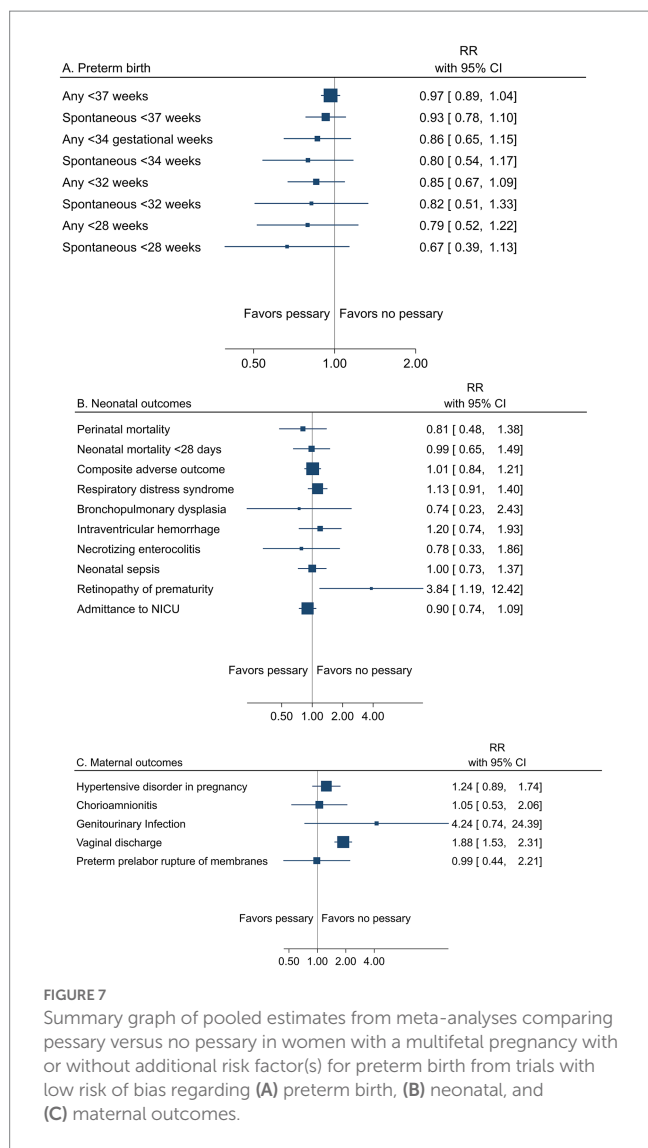 RR
A. Preterm birth with 95% CI
Any <37 weeks 0.97 [ 0.89, 1.04]
Spontaneous <37 weeks 0.93 [ 0.78, 1.10]
Any <34 gestational weeks 0.86 [ 0.65, 1.15]
Spontaneous <34 weeks 0.80 [ 0.54, 1.17]
Any <32 weeks 0.85 [ 0.67, 1.09]
Spontaneous <32 weeks 0.82 [ 0.51, 1.33]
Any <28 weeks 0.79 [ 0.52, 1.22]
Spontaneous <28 weeks 0.67 [ 0.39, 1.13]
Favors pessary Favors no pessary
0.50 1.00 2.00
RR
B. Neonatal outcomes with 95% CI
Perinatal mortality 0.81 [ 0.48, 1.38]
Neonatal mortality <28 days 0.99 [ 0.65, 1.49]
Composite adverse outcome 1.01 [ 0.84, 1.21]
Respiratory distress syndrome 1.13 [ 0.91, 1.40]
Bronchopulmonary dysplasia 0.74 [ 0.23, 2.43]
Intraventricular hemorrhage 1.20 [ 0.74, 1.93]
Necrotizing enterocolitis 0.78 [ 0.33, 1.86]
Neonatal sepsis 1.00 [ 0.73, 1.37]
Retinopathy of prematurity 3.84 [ 1.19, 12.42]
Admittance to NICU 0.90 [ 0.74, 1.09]
Favors pessary Favors no pessary
0.50 1.00 2.00 4.00
RR
C. Maternal outcomes with 95% CI
Hypertensive disorder in pregnancy 1.24 [ 0.89, 1.74]
Chorioamnionitis 1.05 [ 0.53, 2.06]
Genitourinary Infection 4.24 [ 0.74, 24.39]
Vaginal discharge 1.88 [ 1.53, 2.31]
Preterm prelabor rupture of membranes 0.99 [ 0.44, 2.21]
Favors pessary Favors no pessary
0.50 1.00 2.00 4.00
FIGURE 7
Summary graph of pooled estimates from meta-analyses comparing
pessary versus no pessary in women with a multifetal pregnancy with
or without additional risk factor(s) for preterm birth from trials with
low risk of bias regarding (A) preterm birth, (B) neonatal, and
(C) maternal outcomes.